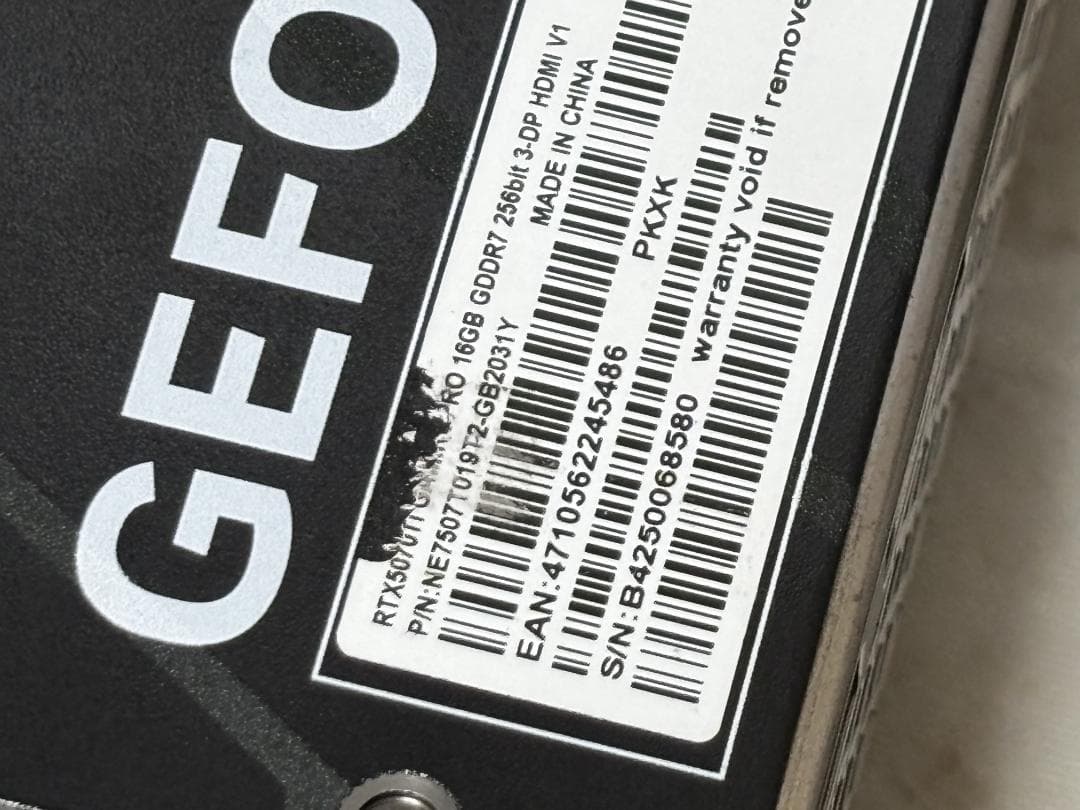 GEFO
RTX5070Ti RO 16GB GDDR7 256bit 3-DP HDMI V1
P/N:NE7507T019T2-GB2031Y
MADE IN CHINA
EAN:4710562245486
PKXK
S/N:B4250068580
warranty void if remove